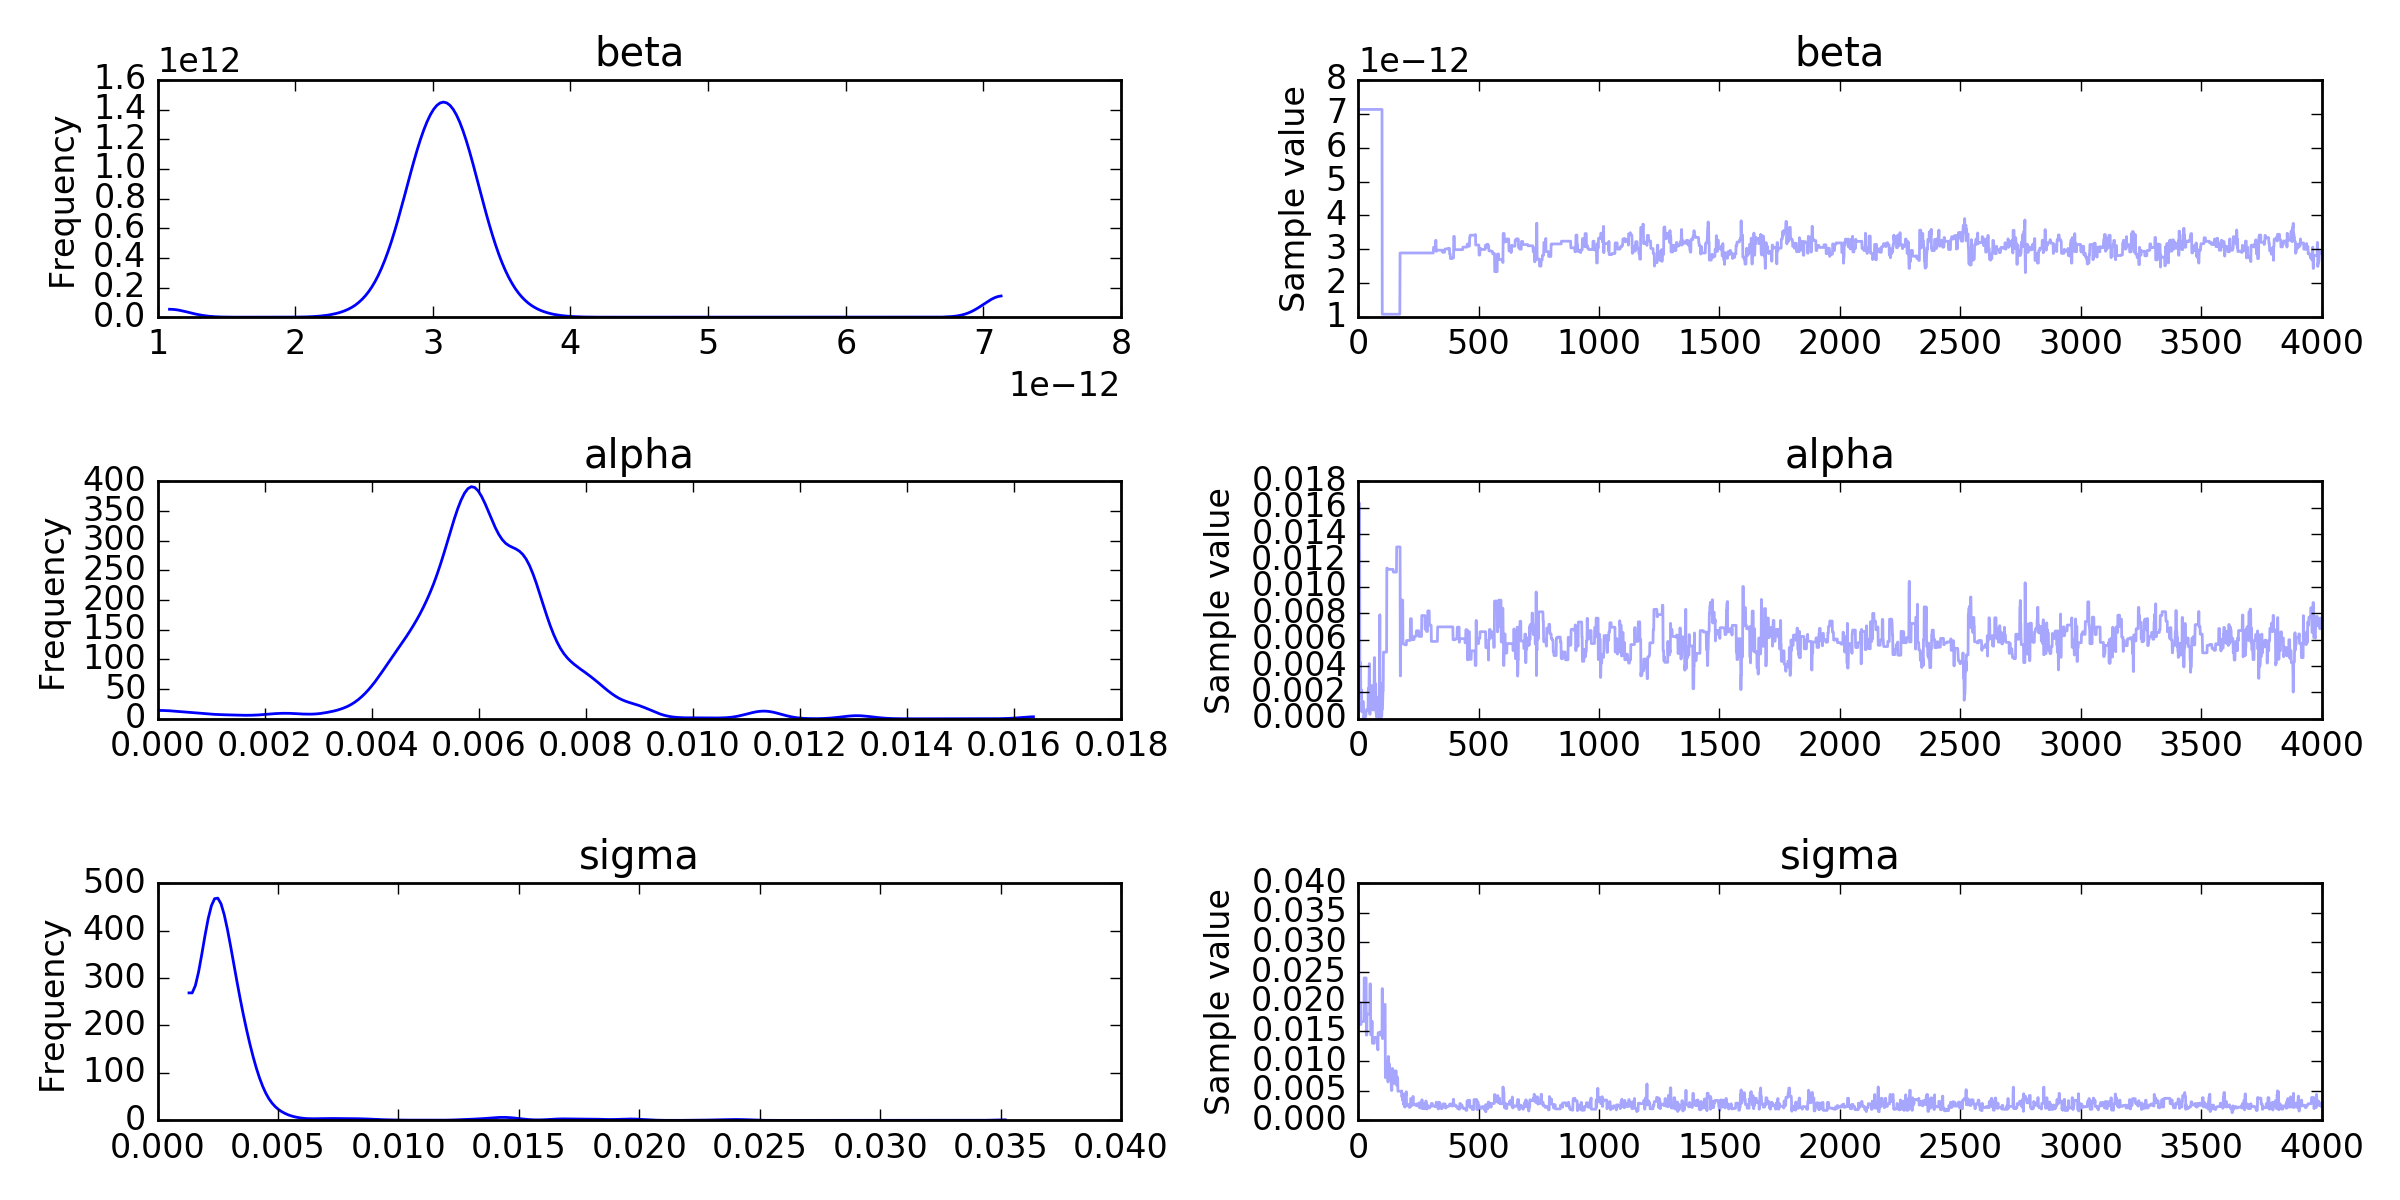 beta
1e12
Frequency
1.6
1.4
1.2
1.0
0.8
0.6
0.4
0.2
0.0
1 2 3 4 5 6 7 8
1e−12
beta
1e−12
Sample value
8
7
6
5
4
3
2
1
0 500 1000 1500 2000 2500 3000 3500 4000
alpha
Frequency
400
350
300
250
200
150
100
50
0
0.000 0.002 0.004 0.006 0.008 0.010 0.012 0.014 0.016 0.018
alpha
Sample value
0.018
0.016
0.014
0.012
0.010
0.008
0.006
0.004
0.002
0.000
0 500 1000 1500 2000 2500 3000 3500 4000
sigma
Frequency
500
400
300
200
100
0
0.000 0.005 0.010 0.015 0.020 0.025 0.030 0.035 0.040
sigma
Sample value
0.040
0.035
0.030
0.025
0.020
0.015
0.010
0.005
0.000
0 500 1000 1500 2000 2500 3000 3500 4000